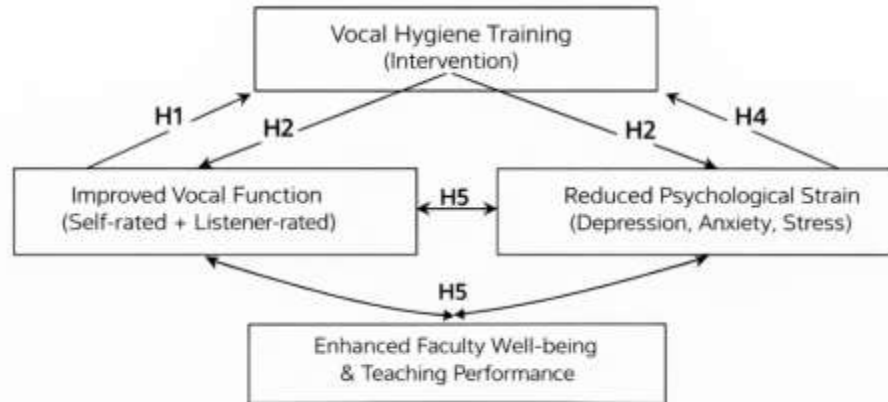 Vocal Hygiene Training
(Intervention)
H1
H2
H2
H4
Improved Vocal Function
(Self-rated + Listener-rated)
H5
Reduced Psychological Strain
(Depression, Anxiety, Stress)
H5
Enhanced Faculty Well-being
& Teaching Performance